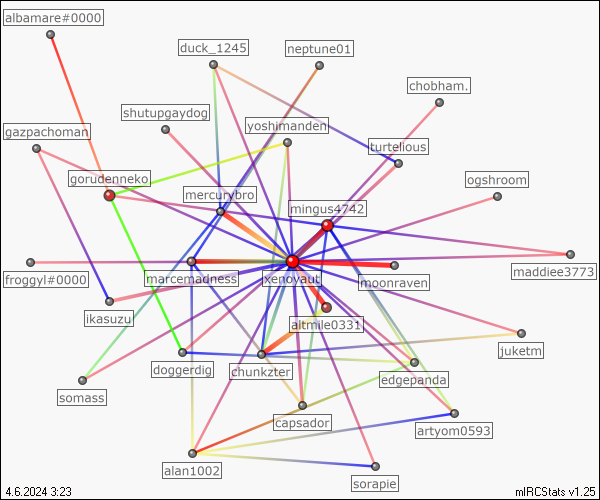 albamare#0000
duck_1245
neptune01
chobham.
shutupgaydog
gazpachoman
yoshimanden
turtelious
gorudenneko
ogshroom
mercurybro
mingus4742
froggyl#0000
marcemadness
xenoyaut
moonraven
maddiee3773
ikasuzu
altmile0331
juketm
doggerdig
chunkzter
edgepanda
somass
capsador
artyom0593
alan1002
sorapie
4.6.2024 3:23
mIRCStats v1.25